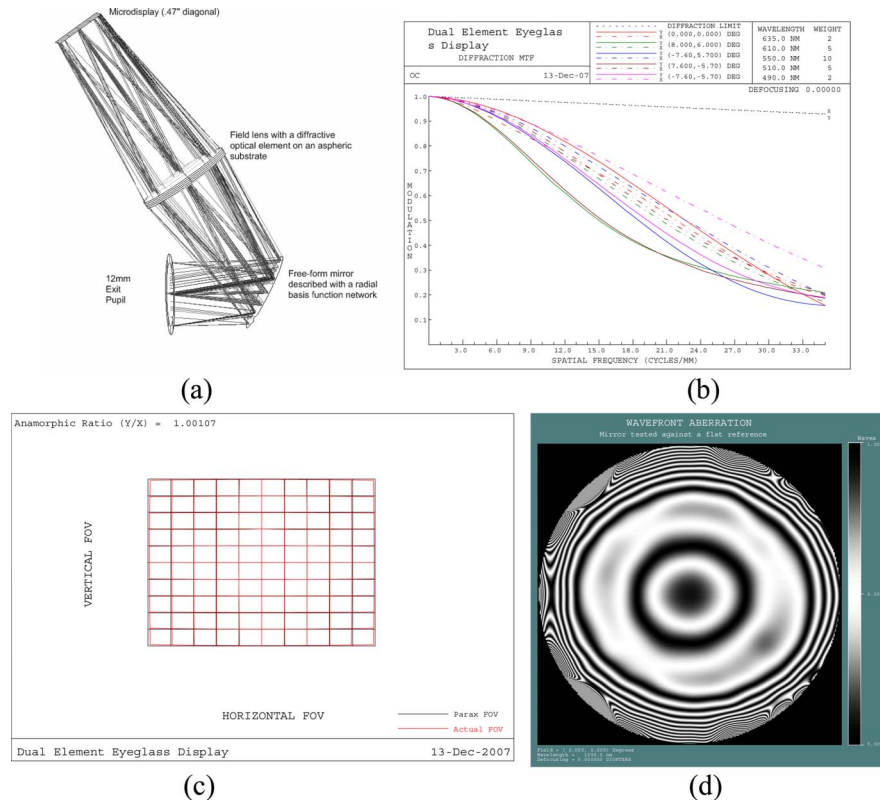 Microdisplay (.47" diagonal)
Field lens with a diffractive
optical element on an aspheric
substrate
12mm
Exit
Pupil
Free-form mirror
described with a radial
basis function network
(a)
Dual Element Eyeglas
s Display
DIFFRACTION MTF
OC
13-Dec-07
DIFFRACTION LIMIT
Y
X
(0.000,0.000) DEG
Y
X
(8.000,6.000) DEG
Y
X
(-7.60,5.700) DEG
Y
X
(7.600,-5.70) DEG
Y
X
(-7.60,-5.70) DEG
WAVELENGTH WEIGHT
635.0 NM 2
610.0 NM 5
550.0 NM 10
510.0 NM 5
490.0 NM 2
DEFOCUSING 0.00000
1.0
0.9
0.8
0.7
0.6
0.5
0.4
0.3
0.2
0.1
MODULATION
X
Y
3.0 6.0 9.0 12.0 15.0 18.0 21.0 24.0 27.0 30.0 33.0
SPATIAL FREQUENCY (CYCLES/MM)
(b)
Anamorphic Ratio (Y/X) = 1.00107
VERTICAL FOV
HORIZONTAL FOV
Parax FOV
Actual FOV
Dual Element Eyeglass Display 13-Dec-2007
(c)
WAVEFRONT ABERRATION
Mirror tested against a flat reference
Waves
(d)